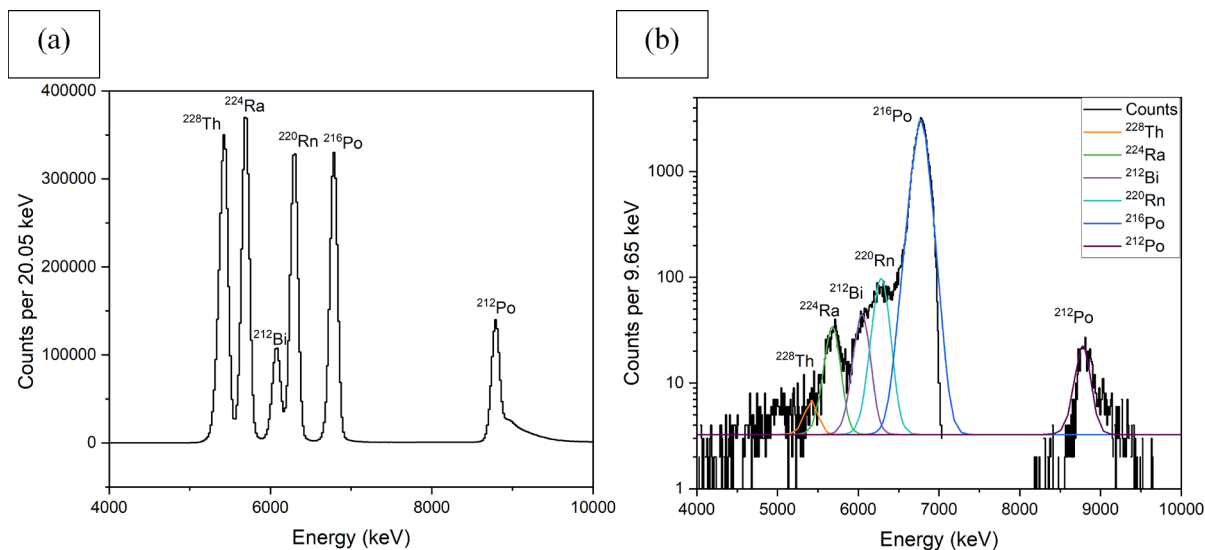 (a)
400000
300000
200000
100000
0
Counts per 20.05 keV
4000
6000
8000
10000
Energy (keV)
²²⁸Th
²²⁴Ra
²¹²Bi
²²⁰Rn
²¹⁶Po
²¹²Po
(b)
1000
100
10
1
Counts per 9.65 keV
4000
5000
6000
7000
8000
9000
10000
Energy (keV)
²²⁸Th
²²⁴Ra
²¹²Bi
²²⁰Rn
²¹⁶Po
²¹²Po
Counts
²²⁸Th
²²⁴Ra
²¹²Bi
²²⁰Rn
²¹⁶Po
²¹²Po